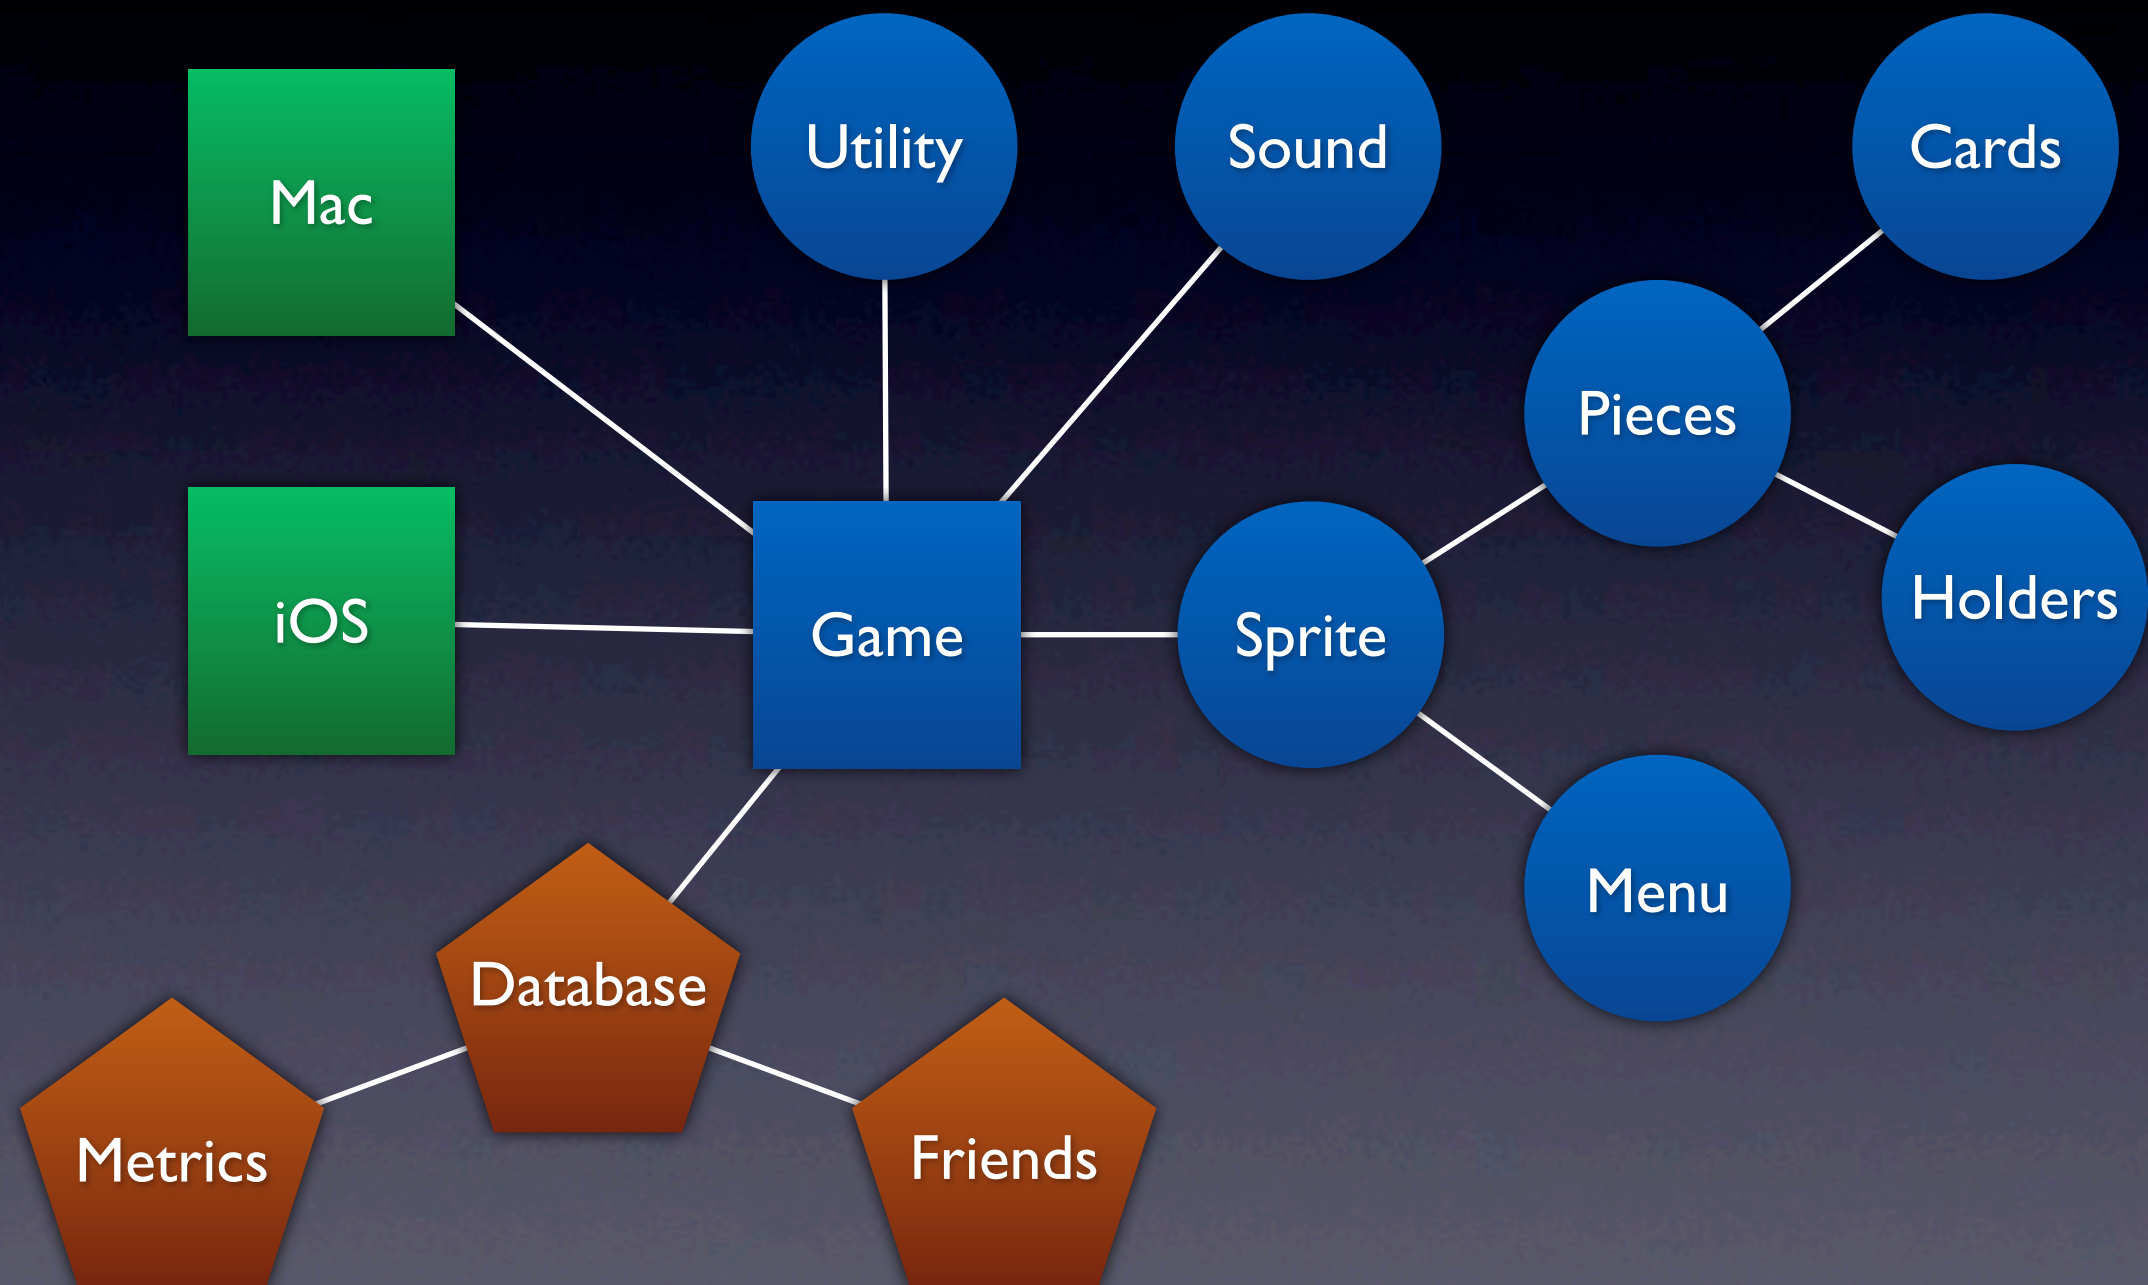 Utility
Sound
Cards
Mac
Pieces
Holders
iOS
Game
Sprite
Menu
Database
Metrics
Friends